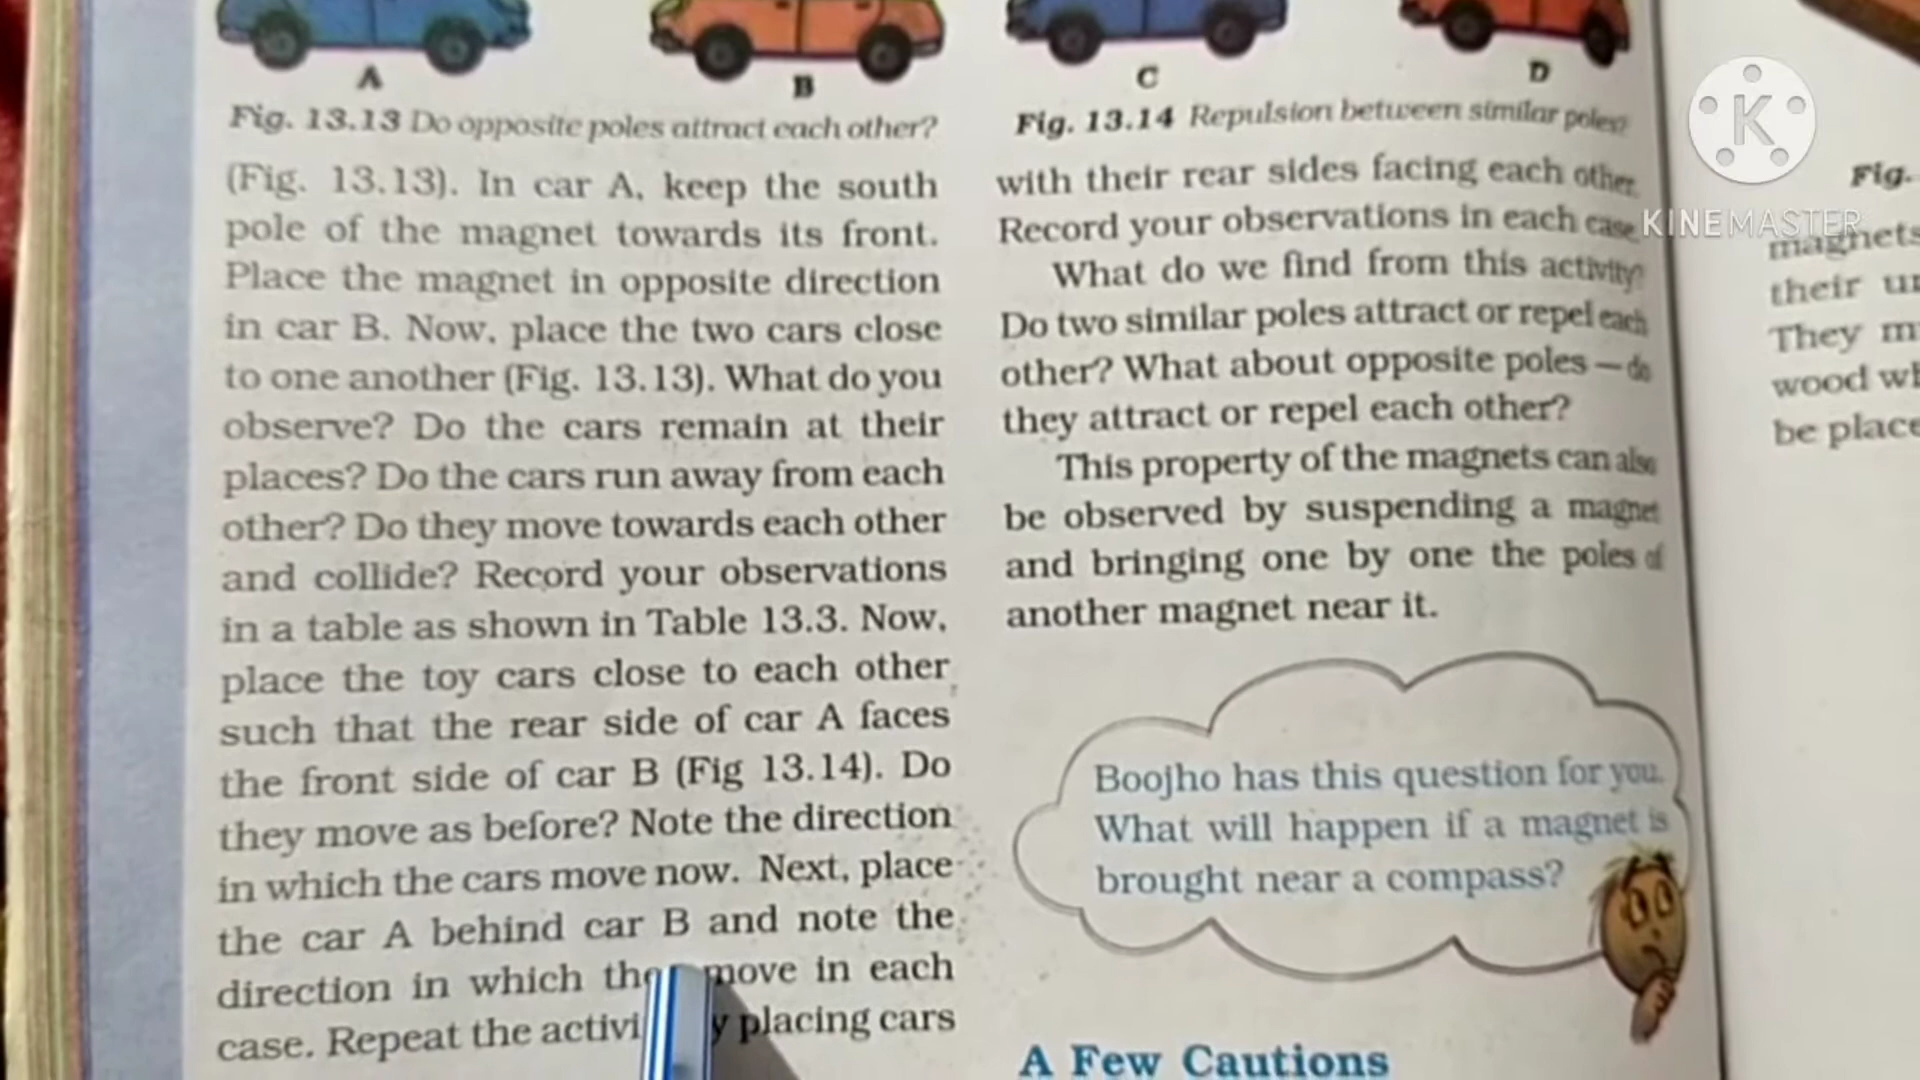 A
B
Fig. 13.13 Do opposite poles attract each other?
(Fig. 13.13). In car A, keep the south
pole of the magnet towards its front.
Place the magnet in opposite direction
in car B. Now, place the two cars close
to one another (Fig. 13.13). What do you
observe? Do the cars remain at their
places? Do the cars run away from each
other? Do they move towards each other
and collide? Record your observations
in a table as shown in Table 13.3. Now,
place the toy cars close to each other
such that the rear side of car A faces
the front side of car B (Fig 13.14). Do
they move as before? Note the direction
in which the cars move now. Next, place
the car A behind car B and note the
direction in which move in each
case. Repeat the placing cars
C
D
Fig. 13.14 Repulsion between similar poles?
with their rear sides facing each other.
Record your observations in each case.
What do we find from this activity?
Do two similar poles attract or repel each
other? What about opposite poles — do
they attract or repel each other?
This property of the magnets can also
be observed by suspending a magnet
and bringing one by one the poles of
another magnet near it.
Boojho has this question for you.
What will happen if a magnet is
brought near a compass?
A Few Cautions
K
KINEMASTER
Fig.
magnets
their
They
wood
be